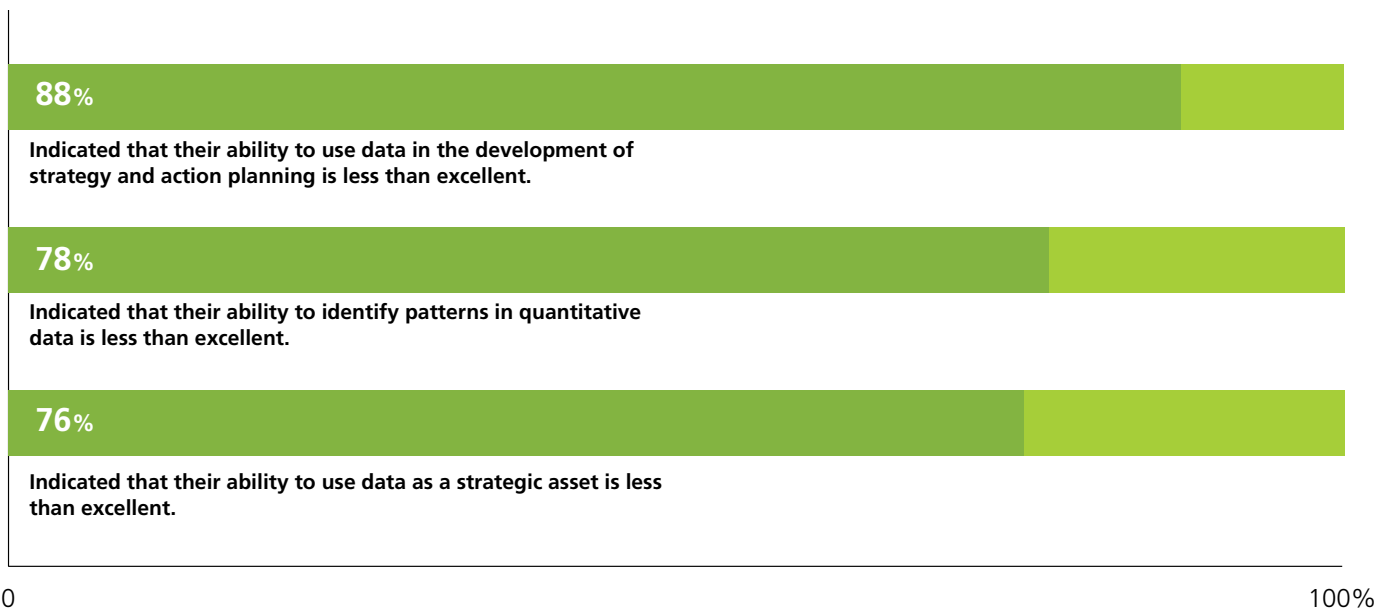 88%
Indicated that their ability to use data in the development of
strategy and action planning is less than excellent.
78%
Indicated that their ability to identify patterns in quantitative
data is less than excellent.
76%
Indicated that their ability to use data as a strategic asset is less
than excellent.
0 100%